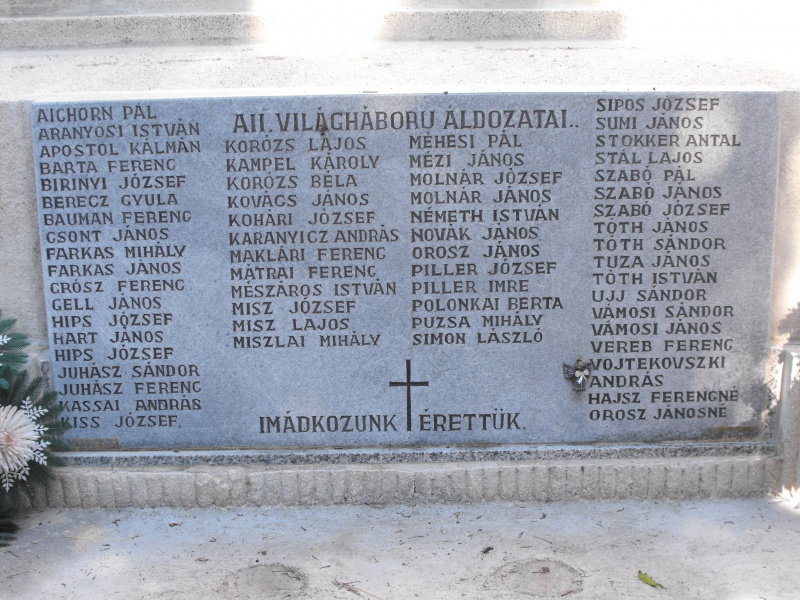 AII. VILÁGHÁBORU ÁLDOZATAI..
AICHORN PÁL
ARANYOSI ISTVÁN
APOSTOL KÁLMÁN
BARTA FERENC
BIRINYI JÓZSEF
BERECZ GYULA
BAUMAN FERENC
CSONT JÁNOS
FARKAS MIHÁLY
FARKAS JÁNOS
GRÓSZ FERENC
GELL JÁNOS
HIPS JÓZSEF
HART JÁNOS
HIPS JÓZSEF
JUHÁSZ SÁNDOR
JUHÁSZ FERENC
KASSAI ANDRÁS
KISS JÓZSEF.
KORÓZS LAJOS
KAMPEL KÁROLY
KORÓZS BÉLA
KOVÁCS JÁNOS
KOHÁRI JÓZSEF
KARANYICZ ANDRÁS
MAKLÁRI FERENC
MÁTRAI FERENC
MÉSZÁROS ISTVÁN
MISZ JÓZSEF
MISZ LAJOS
MISZLAI MIHÁLY
MÉHÉSI PÁL
MÉZI JÁNOS
MOLNÁR JÓZSEF
MOLNÁR JÁNOS
NÉMETH ISTVÁN
NOVÁK JÁNOS
OROSZ JÁNOS
PILLER JÓZSEF
PILLER IMRE
POLONKAI BERTA
PUZSA MIHÁLY
SIMON LÁSZLÓ
SIPOS JÓZSEF
SUMI JÁNOS
STOKKER ANTAL
STÁL LAJOS
SZABÓ PÁL
SZABÓ JÁNOS
SZABÓ JÓZSEF
TÓTH JÁNOS
TÓTH SÁNDOR
TUZA JÁNOS
TÓTH ISTVÁN
UJJ SÁNDOR
VÁMOSI SÁNDOR
VÁMOSI JÁNOS
VEREB FERENC
VOJTEKOVSZKI
ANDRÁS
HAJSZ FERENCNÉ
OROSZ JÁNOSNÉ
IMÁDKOZUNK ÉRETTÜK.